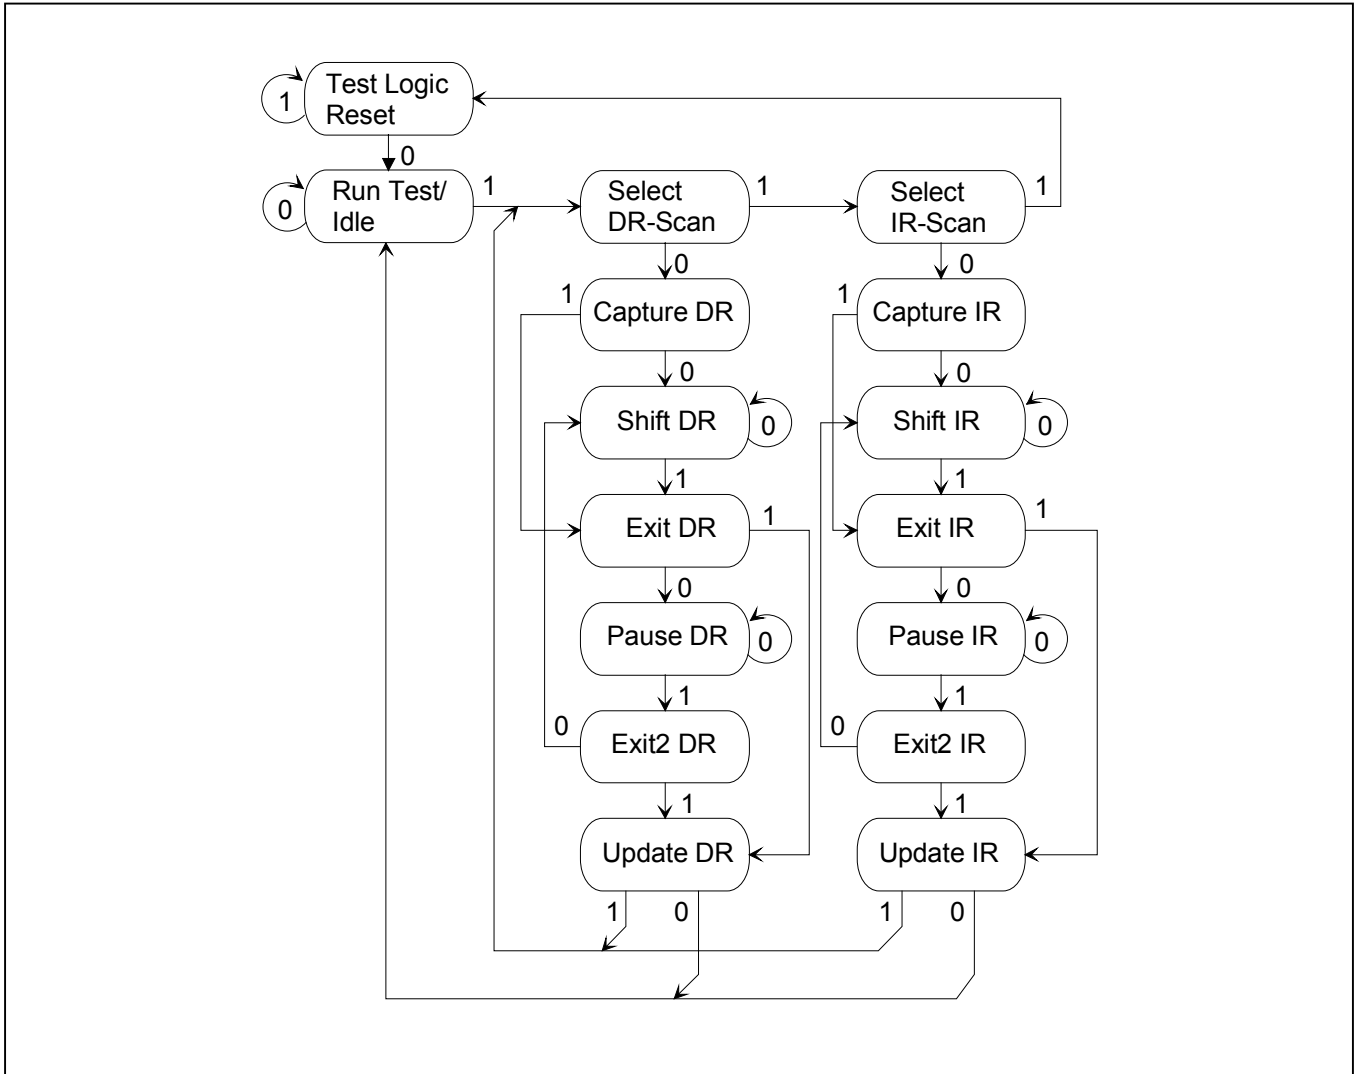 Test Logic
Reset
1
0
Run Test/
Idle
0
1
Select
DR-Scan
1
Select
IR-Scan
1
0
0
1
Capture DR
1
Capture IR
0
0
Shift DR
0
Shift IR
0
1
1
Exit DR
1
Exit IR
1
0
0
Pause DR
0
Pause IR
0
1
1
0
Exit2 DR
0
Exit2 IR
1
1
Update DR
Update IR
1
0
1
0